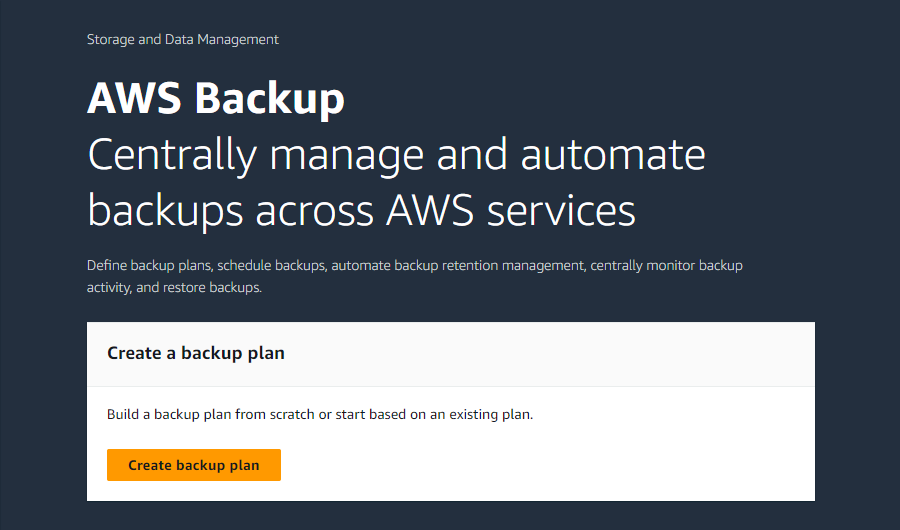 Storage and Data Management
AWS Backup
Centrally manage and automate
backups across AWS services
Define backup plans, schedule backups, automate backup retention management, centrally monitor backup
activity, and restore backups.
Create a backup plan
Build a backup plan from scratch or start based on an existing plan.
Create backup plan